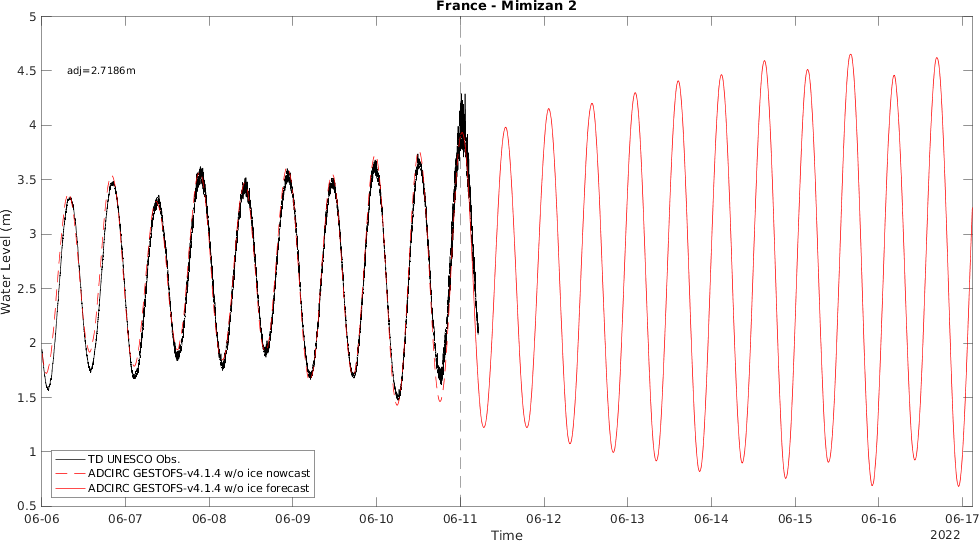 France - Mimizan 2
5
4.5
4
3.5
3
2.5
2
1.5
1
0.5
Water Level (m)
adj=2.7186m
TD UNESCO Obs.
ADCIRC GESTOFS-v4.1.4 w/o ice nowcast
ADCIRC GESTOFS-v4.1.4 w/o ice forecast
06-06 06-07 06-08 06-09 06-10 06-11 06-12 06-13 06-14 06-15 06-16 06-17
Time
2022